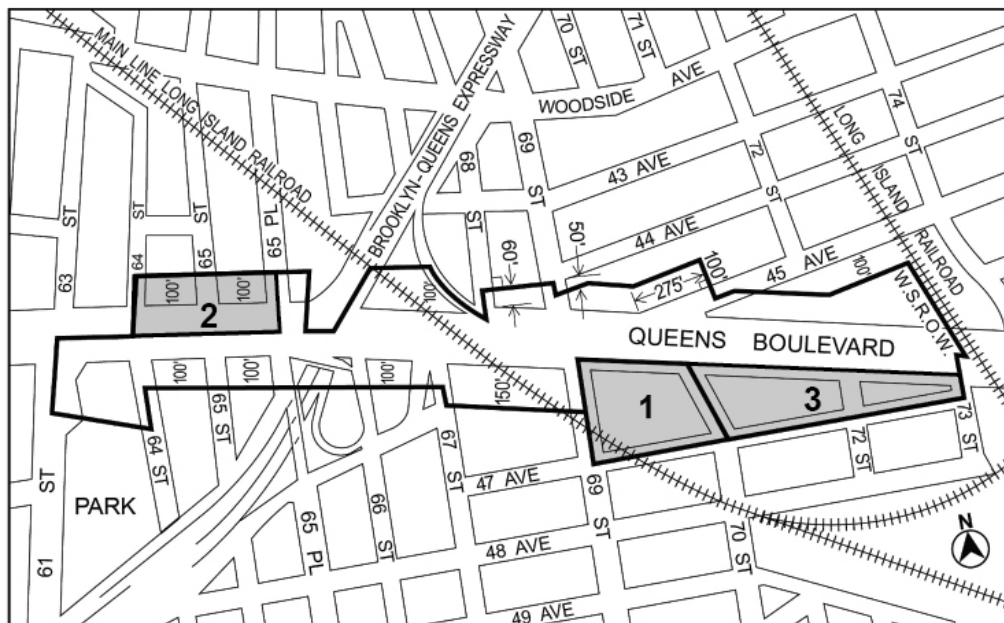 MAIN LINE LONG ISLAND RAILROAD
BROOKLYN-QUEENS EXPRESSWAY
70 ST
71 ST
WOODSIDE AVE
74 ST
LONG ISLAND RAILROAD
W.S.R.O.W.
63 ST
64 ST
65 ST
65 PL
68 ST
69 ST
43 AVE
72 ST
44 AVE
45 AVE
60'
50'
275'
100'
100'
100'
100'
100'
2
QUEENS BOULEVARD
100'
100'
100'
150'
1
3
64 ST
65 ST
67 ST
47 AVE
69 ST
72 ST
73 ST
PARK
61 ST
65 PL
66 ST
48 AVE
70 ST
49 AVE
N